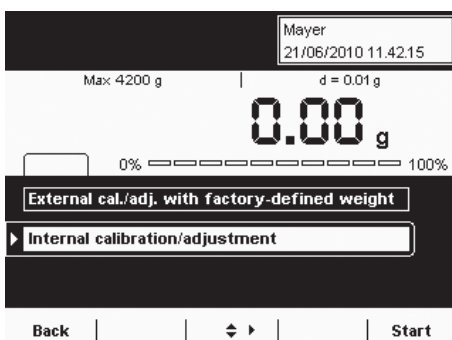 Mayer
21/06/2010 11.42.15
Max 4200 g d = 0.01 g
0.00 g
0% 100%
External cal./adj. with factory-defined weight
Internal calibration/adjustment
Back Start